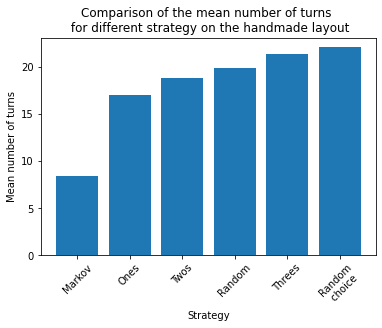 Comparison of the mean number of turns
for different strategy on the handmade layout
Mean number of turns
20
15
10
5
0
Markov
Ones
Twos
Random
Threes
Random
choice
Strategy